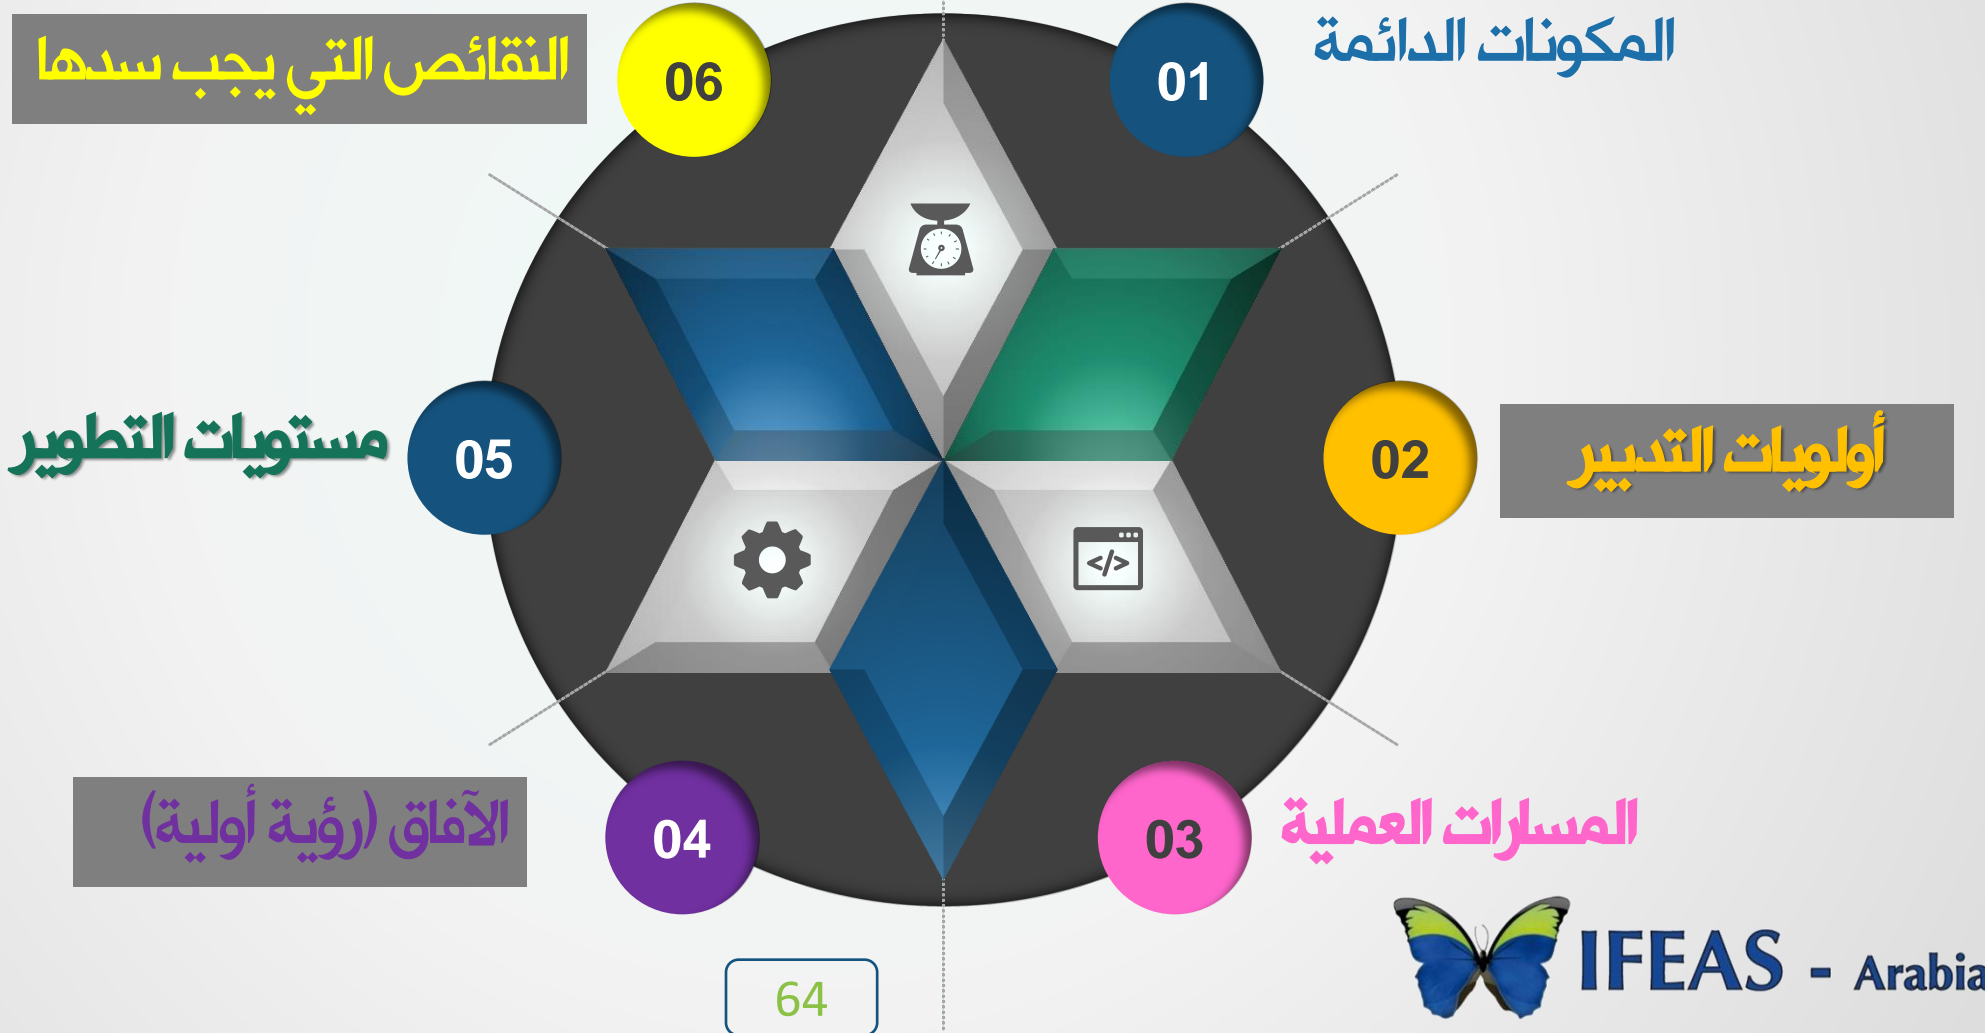 01
المكونات الدائمة
02
أولويات التدبير
03
المسارات العملية
04
الآفاق (رؤية أولية)
05
مستويات التطوير
06
النقائص التي يجب سدها
</>
64
IFEAS - Arabia